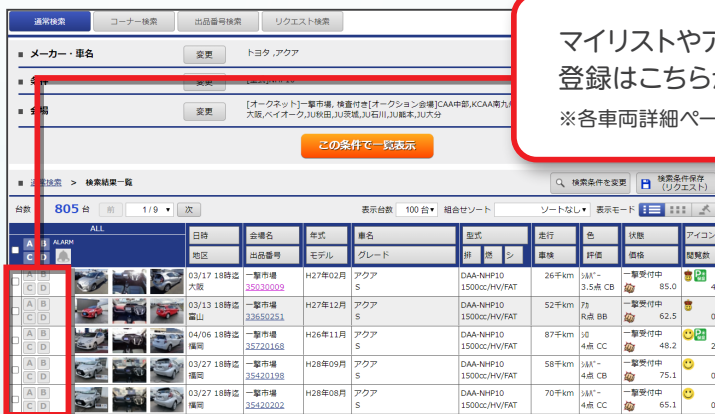 通常検索
コーナー検索
出品番号検索
リクエスト検索
マイリストやア
登録はこちらか
※各車両詳細ペー
■ メーカー・車名
変更
トヨタ ,アクア
変更
■
場
変更
[オークネット]一撃市場, 検査付き[オークション会場]CAA中部,KCAA南九州
大阪,ベイオーク,JU秋田,JU茨城,JU石川,JU熊本,JU大分
この条件で一覧表示
検索 > 検索結果一覧
検索条件を変更
検索条件保存
(リクエスト)
台数 805 台 前 1/9 ▼ 次
表示台数 100 台▼ 組合せソート ソートなし▼ 表示モード
ALL
A B ALARM
C D
日時 会場名 年式 車名 型式 走行 色 状態 アイコン
地区 出品番号 モデル グレード 排 燃 シ 車検 評価 価格 閲覧数
A B 03/17 18時迄 一撃市場 H27年02月 アクア DAA-NHP10 26千km ｼﾙﾊﾞｰ 一撃受付中
C D 大阪 35030009 S 1500cc/HV/FAT 3.5点 CB 85.0 4
A B 03/13 18時迄 一撃市場 H27年12月 アクア DAA-NHP10 52千km ｱｶ 一撃受付中
C D 富山 33650251 S 1500cc/HV/FAT R点 BB 62.5 0
A B 04/06 18時迄 一撃市場 H26年11月 アクア DAA-NHP10 87千km ｼﾛ 一撃受付中
C D 福岡 35720168 S 1500cc/HV/FAT 4点 CC 48.2 2
A B 03/27 18時迄 一撃市場 H28年09月 アクア DAA-NHP10 58千km ｼﾙﾊﾞｰ 一撃受付中
C D 福岡 35420198 S 1500cc/HV/FAT 4点 CB 75.1 0
A B 03/27 18時迄 一撃市場 H28年08月 アクア DAA-NHP10 70千km ｼﾙﾊﾞｰ 一撃受付中
C D 福岡 35420202 S 1500cc/HV/FAT 4点 CC 65.1 0